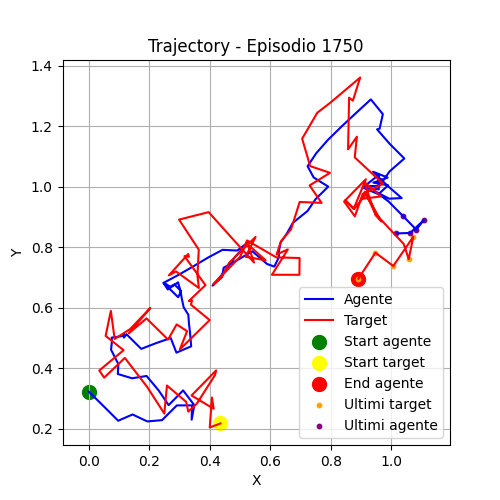 Trajectory - Episodio 1750
1.4
1.2
1.0
0.8
0.6
0.4
0.2
Y
0.0
0.2
0.4
0.6
0.8
1.0
X
Agente
Target
Start agente
Start target
End agente
Ultimi target
Ultimi agente